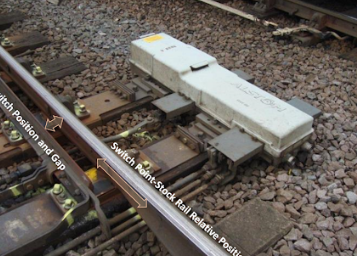 Switch Position and Gap
Switch Point-Stock Rail Relative Position